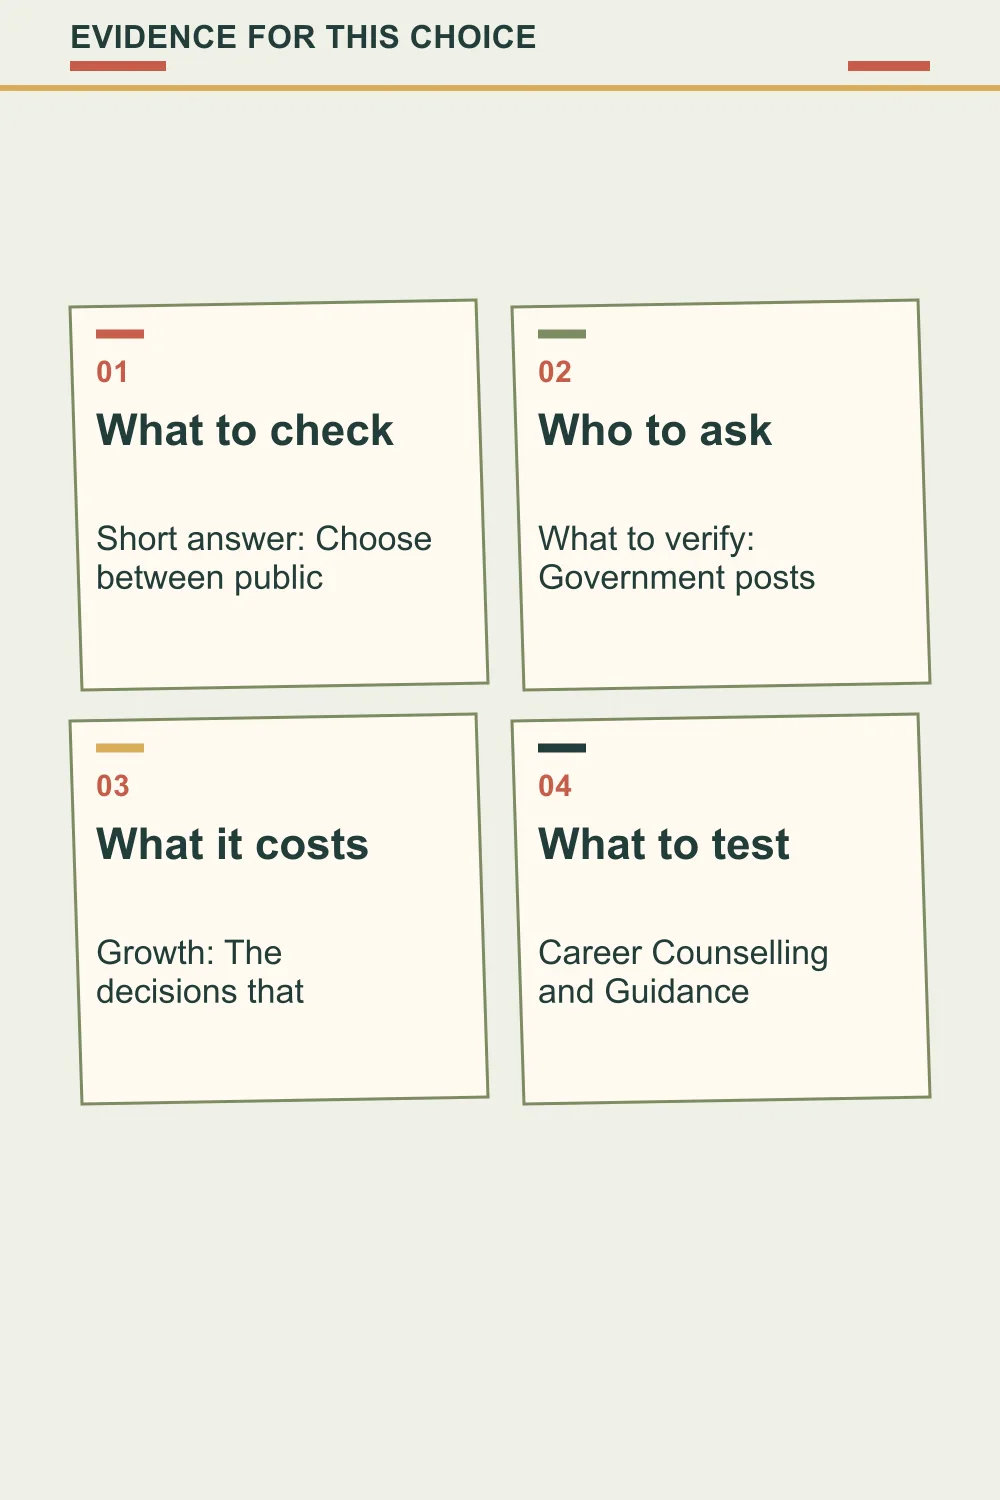 EVIDENCE FOR THIS CHOICE
01
What to check
Short answer: Choose
between public
02
Who to ask
What to verify:
Government posts
03
What it costs
Growth: The
decisions that
04
What to test
Career Counselling
and Guidance